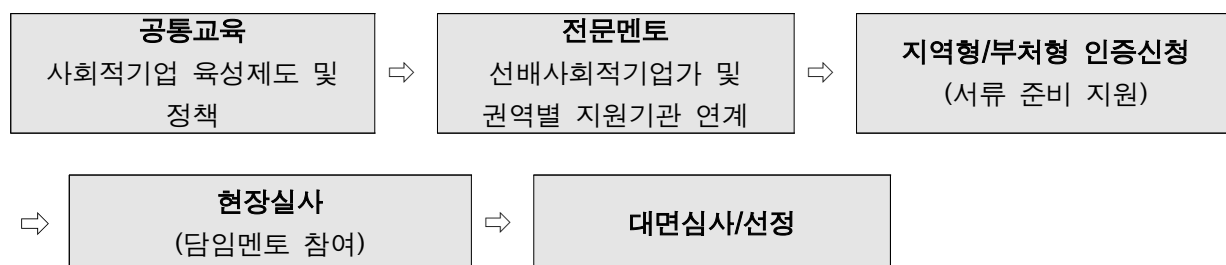 공통교육
사회적기업 육성제도 및
정책
⇨
전문멘토
선배사회적기업가 및
권역별 지원기관 연계
⇨
지역형/부처형 인증신청
(서류 준비 지원)
⇨
현장실사
(담임멘토 참여)
⇨
대면심사/선정